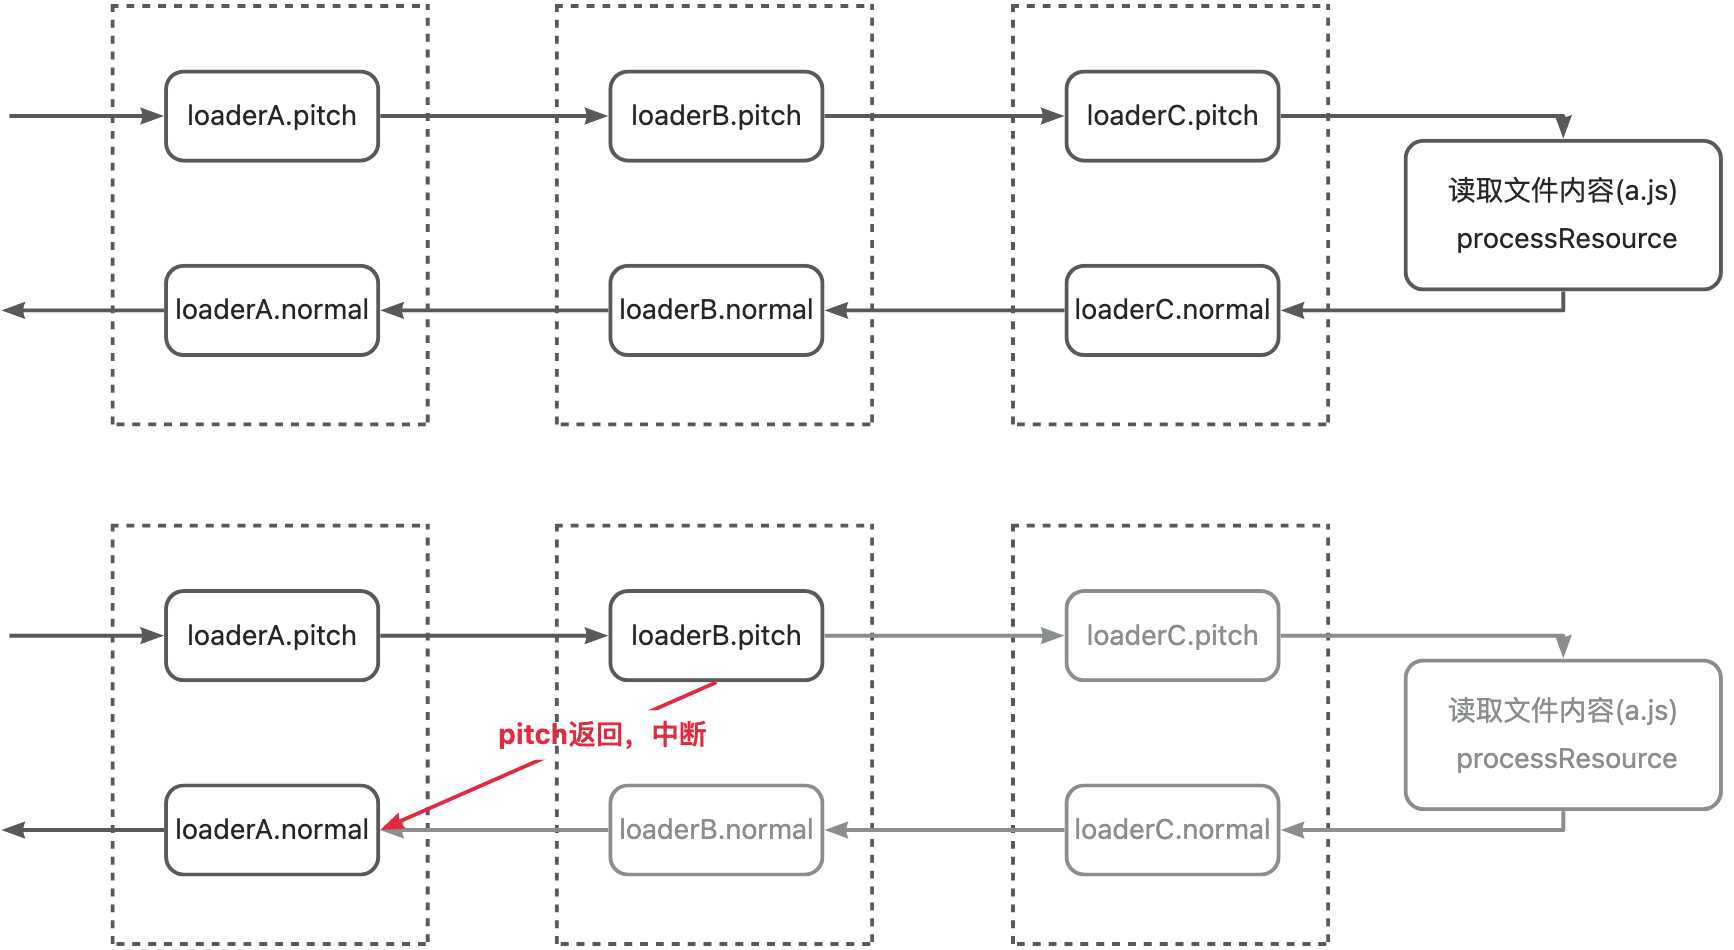 loaderA.pitch
loaderB.pitch
loaderC.pitch
读取文件内容(a.js)
processResource
loaderA.normal
loaderB.normal
loaderC.normal
loaderA.pitch
loaderB.pitch
loaderC.pitch
读取文件内容(a.js)
processResource
pitch返回，中断
loaderA.normal
loaderB.normal
loaderC.normal